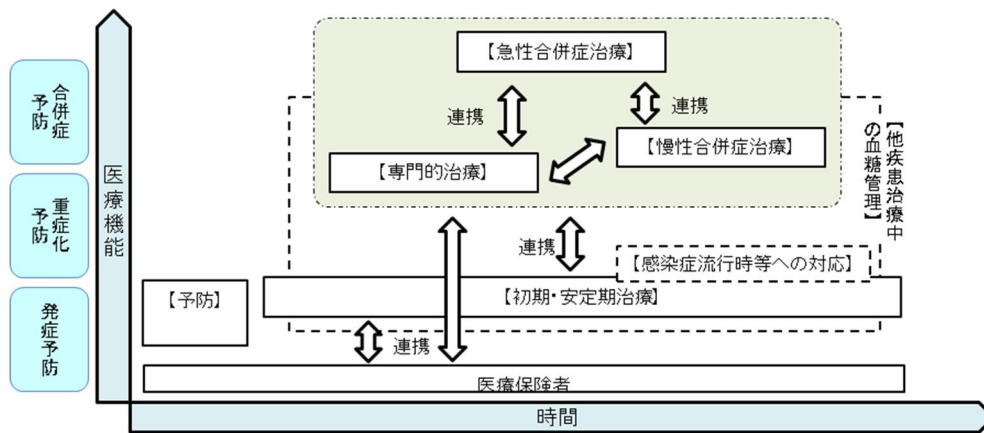 合併症
予防
重症化
予防
発症予防
医療機能
【急性合併症治療】
連携
連携
【慢性合併症治療】
【専門的治療】
【他疾患治療中
の血糖管理】
連携
【感染症流行時等への対応】
【予防】
【初期・安定期治療】
連携
医療保険者
時間